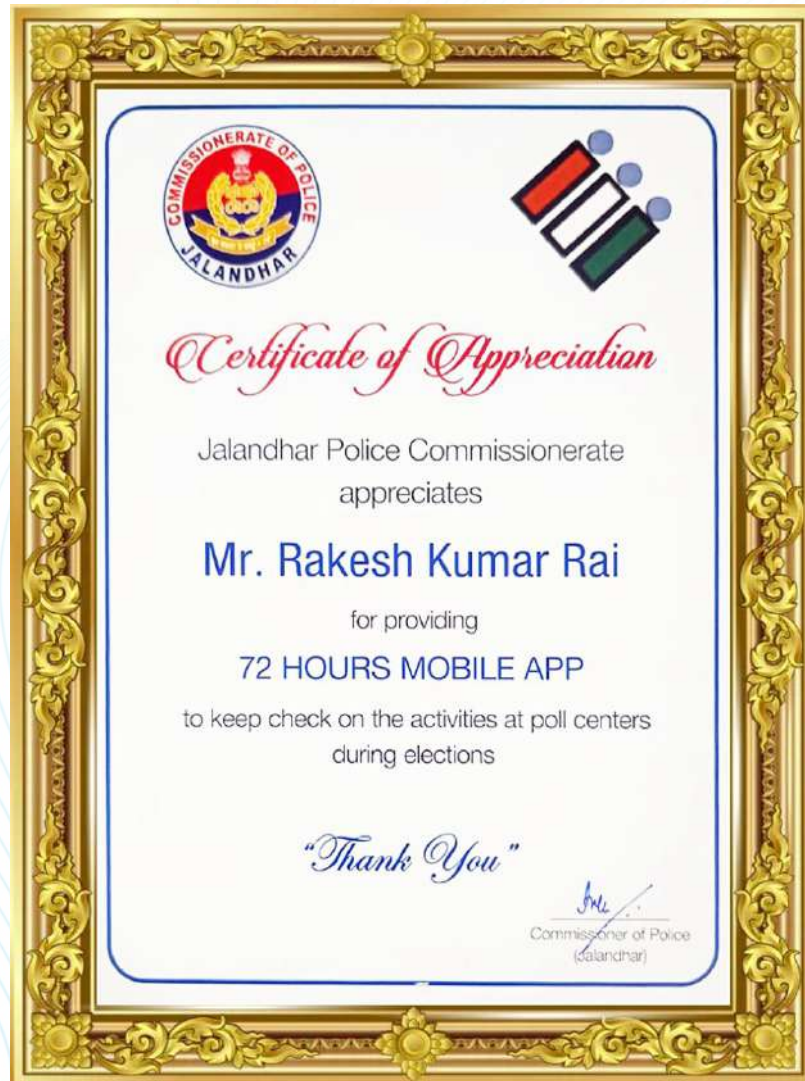 COMMISSIONERATE OF POLICE
JALANDHAR
Certificate of Appreciation
Jalandhar Police Commissionerate
appreciates
Mr. Rakesh Kumar Rai
for providing
72 HOURS MOBILE APP
to keep check on the activities at poll centers
during elections
"Thank You"
Commissioner of Police
(Jalandhar)